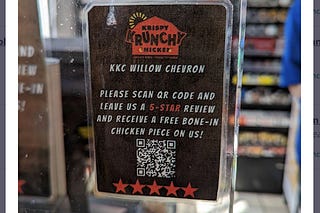 KRISPY
KRUNCHY
CHICKEN
KKC WILLOW CHEVRON
PLEASE SCAN QR CODE AND
LEAVE US A 5-STAR REVIEW
AND RECEIVE A FREE BONE-IN
CHICKEN PIECE ON US!